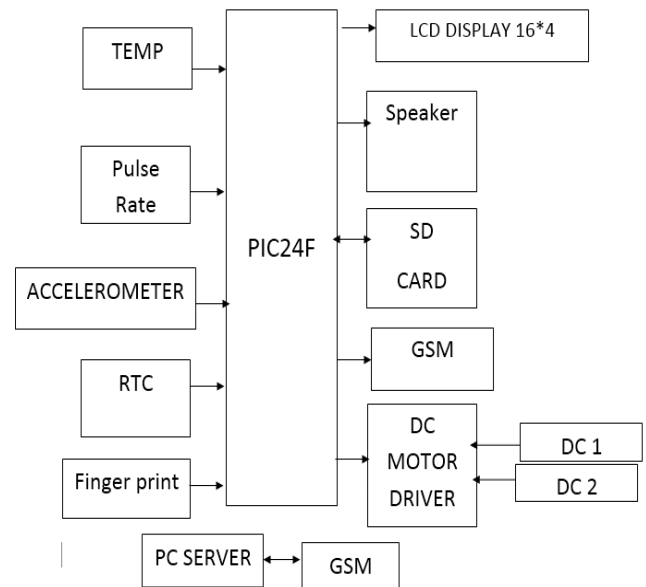 TEMP
Pulse
Rate
ACCELEROMETER
RTC
Finger print
PIC24F
LCD DISPLAY 16*4
Speaker
SD
CARD
GSM
DC
MOTOR
DRIVER
DC 1
DC 2
PC SERVER
GSM